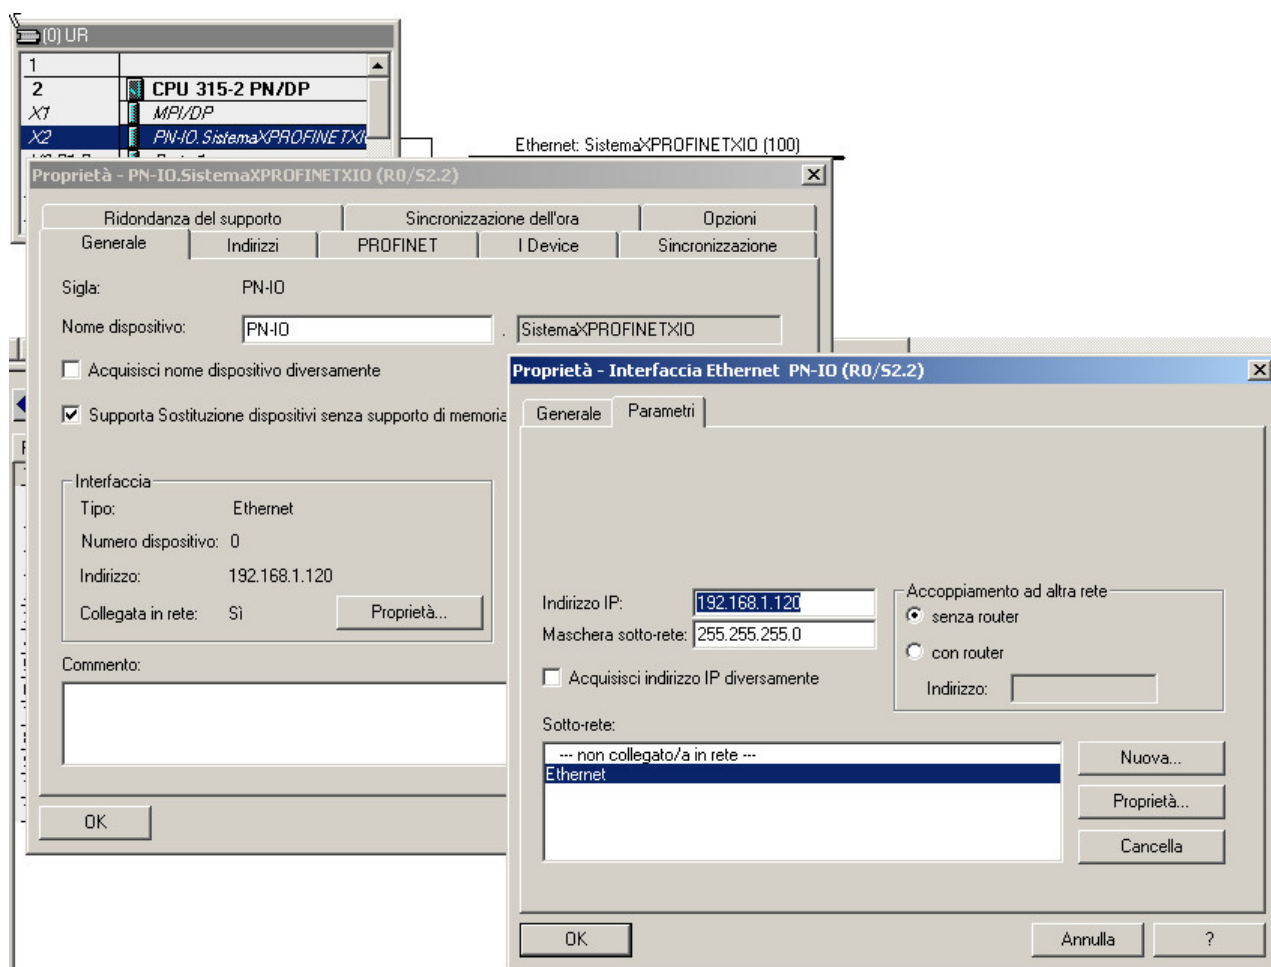 (0) UR
1
2 CPU 315-2 PN/DP
X1 MPI/DP
X2 PN-IO.SistemaXPROFINETXI
Ethernet: SistemaXPROFINETXIO (100)
Proprietà - PN-IO.SistemaXPROFINETXIO (R0/S2.2)
Ridondanza del supporto Sincronizzazione dell'ora Opzioni
Generale Indirizzi PROFINET I Device Sincronizzazione
Sigla: PN-IO
Nome dispositivo: PN-IO . SistemaXPROFINETXIO
Acquisisci nome dispositivo diversamente
Supporta Sostituzione dispositivi senza supporto di memoria
Interfaccia
Tipo: Ethernet
Numero dispositivo: 0
Indirizzo: 192.168.1.120
Collegata in rete: Sì Proprietà...
Commento:
OK
Proprietà - Interfaccia Ethernet PN-IO (R0/S2.2)
Generale Parametri
Indirizzo IP: 192.168.1.120
Maschera sotto-rete: 255.255.255.0
Acquisisci indirizzo IP diversamente
Accoppiamento ad altra rete
senza router
con router
Indirizzo:
Sotto-rete:
--- non collegato/a in rete ---
Ethernet
Nuova...
Proprietà...
Cancella
OK Annulla ?